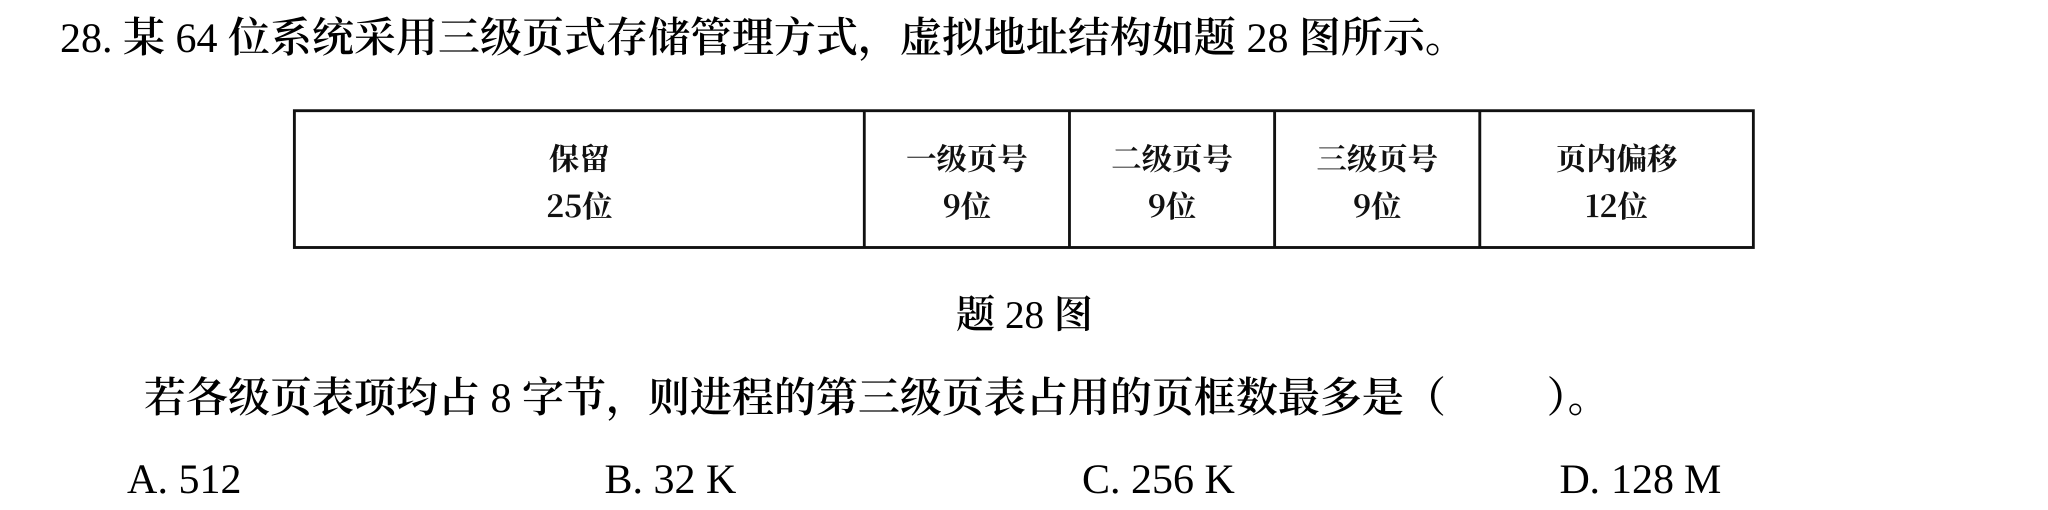 28. 某 64 位系统采用三级页式存储管理方式，虚拟地址结构如题 28 图所示。
保留 一级页号 二级页号 三级页号 页内偏移
25位 9位 9位 9位 12位
题 28 图
若各级页表项均占 8 字节，则进程的第三级页表占用的页框数最多是（  ）。
A. 512 B. 32 K C. 256 K D. 128 M